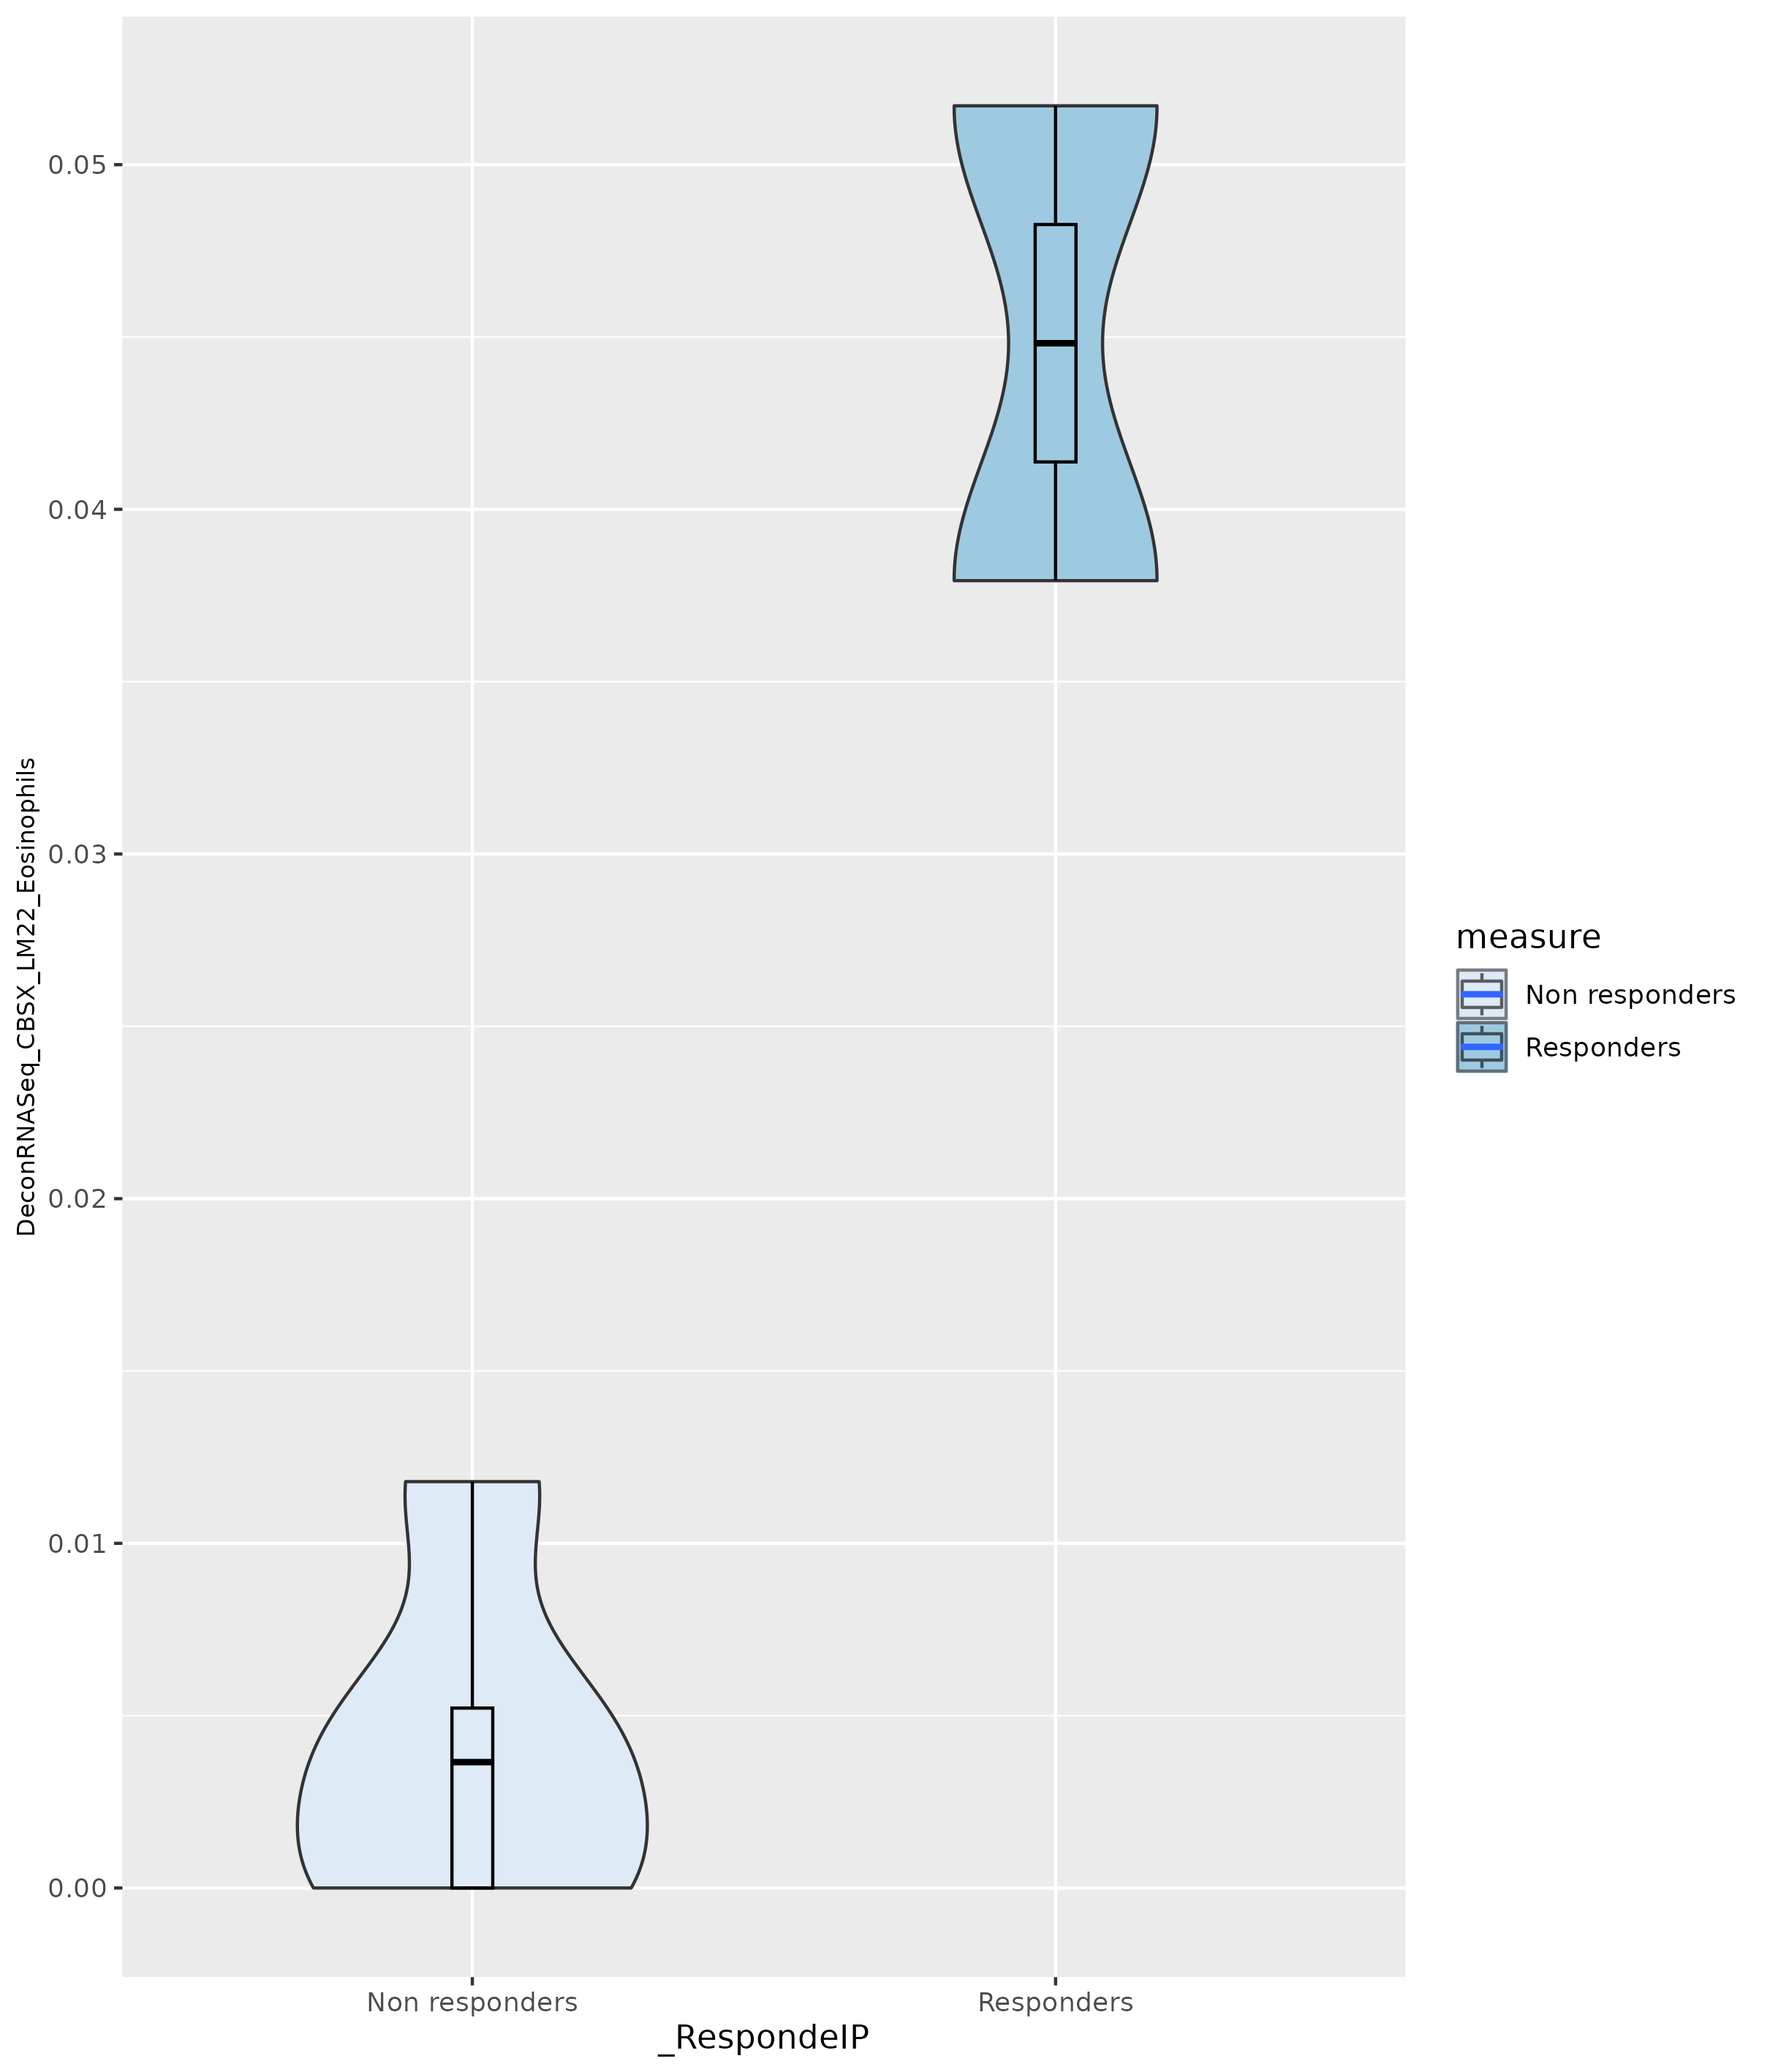 DeconRNASeq_CBSX_LM22_Eosinophils
0.05
0.04
0.03
0.02
0.01
0.00
Non responders
Responders
_RespondeIP
measure
Non responders
Responders